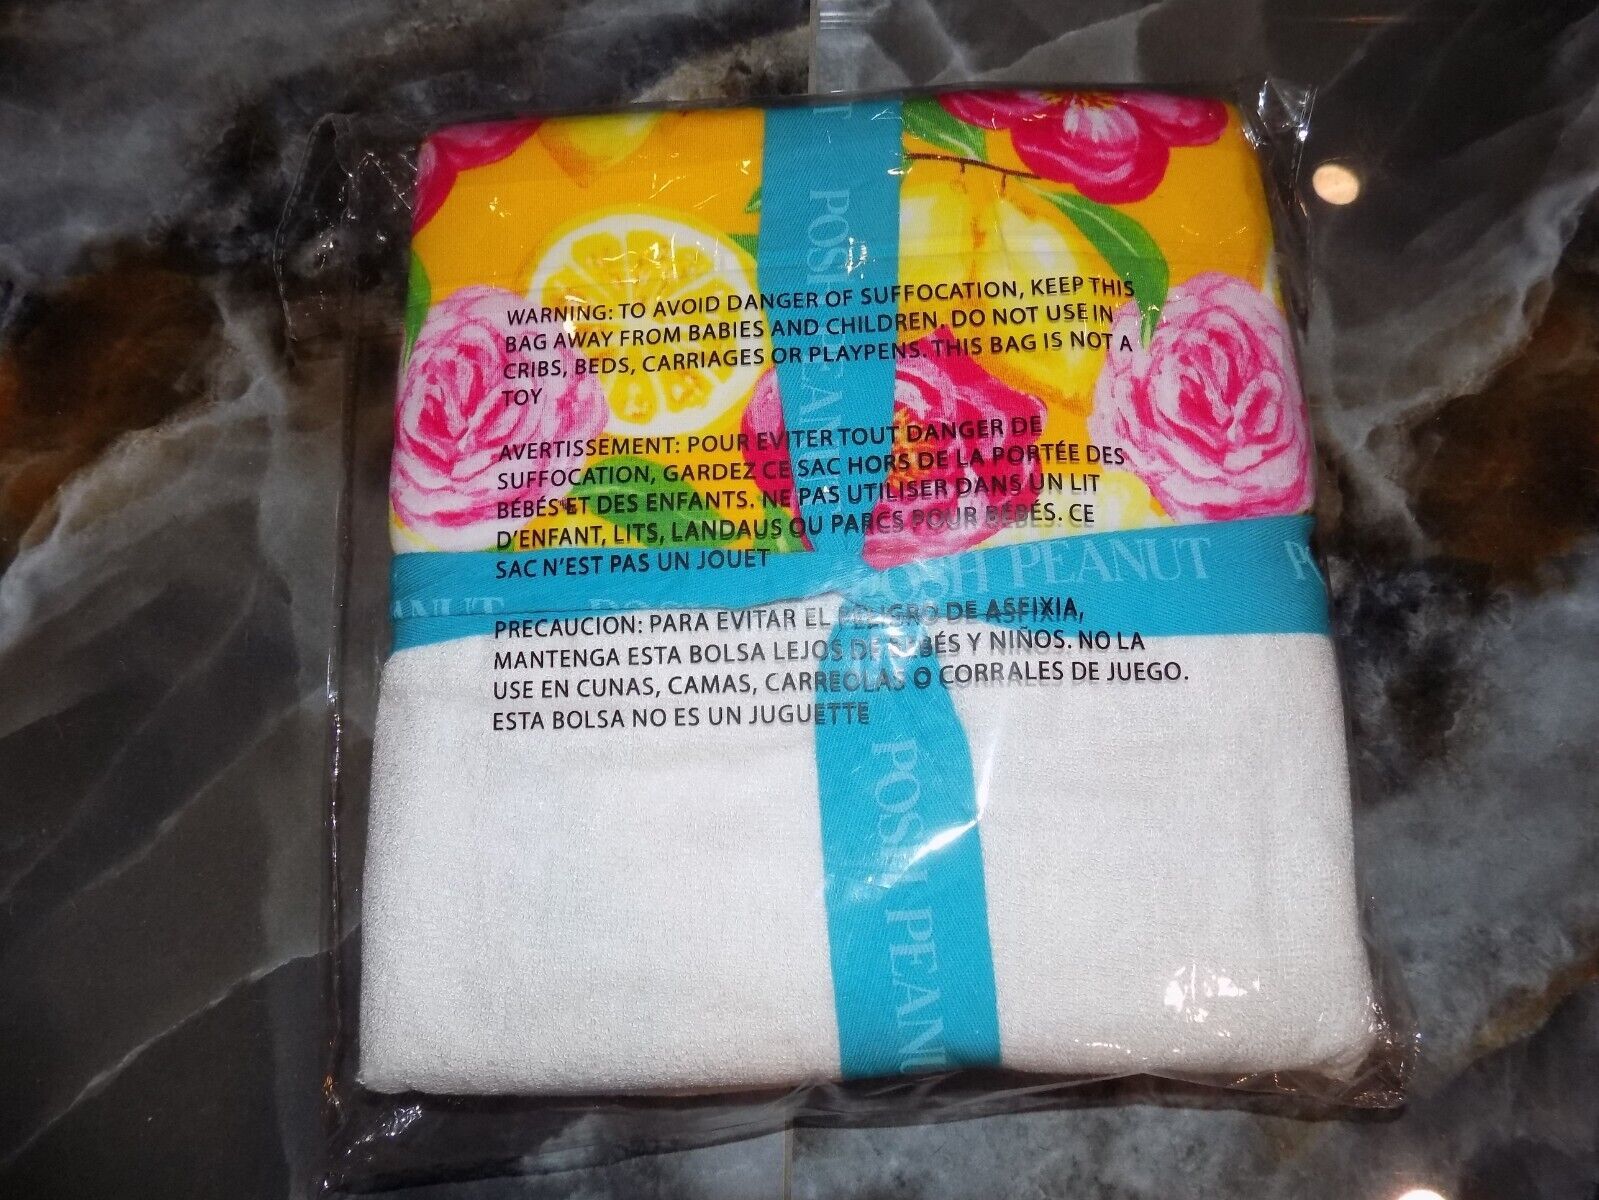 POSH PEANUT
WARNING: TO AVOID DANGER OF SUFFOCATION, KEEP THIS
BAG AWAY FROM BABIES AND CHILDREN. DO NOT USE IN
CRIBS, BEDS, CARRIAGES OR PLAYPENS. THIS BAG IS NOT A
TOY
AVERTISSEMENT: POUR EVITER TOUT DANGER DE
SUFFOCATION, GARDEZ CE SAC HORS DE LA PORTÉE DES
BÉBÉS ET DES ENFANTS. NE PAS UTILISER DANS UN LIT
D'ENFANT, LITS, LANDAUS OU PARCS POUR BÉBÉS. CE
SAC N'EST PAS UN JOUET
POSH PEANUT
PRECAUCION: PARA EVITAR EL PELIGRO DE ASFIXIA,
MANTENGA ESTA BOLSA LEJOS DE BEBÉS Y NIÑOS. NO LA
USE EN CUNAS, CAMAS, CARREOLAS O CORRALES DE JUEGO.
ESTA BOLSA NO ES UN JUGUETTE
POSH PEANUT